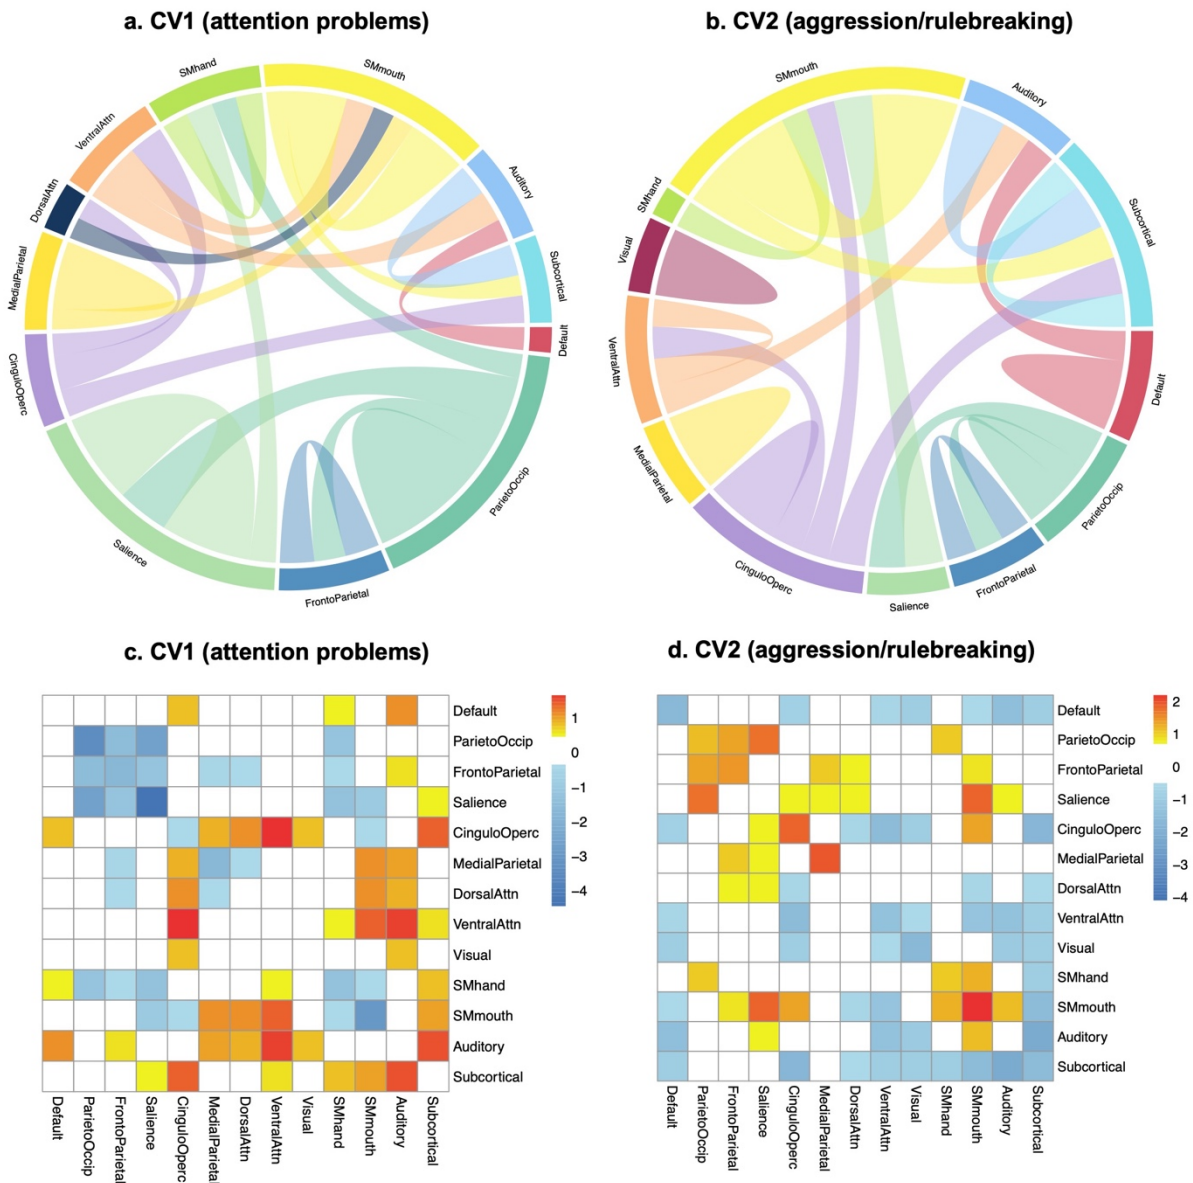 a. CV1 (attention problems)
b. CV2 (aggression/rulebreaking)
SMhand
SMmouth
VentralAttn
Auditory
DorsalAttn
Subcortical
MedialParietal
Default
CinguloOperc
ParietoOccip
Salience
FrontoParietal
SMmouth
Auditory
SMhand
Subcortical
Visual
VentralAttn
Default
MedialParietal
ParietoOccip
CinguloOperc
FrontoParietal
Salience
c. CV1 (attention problems)
d. CV2 (aggression/rulebreaking)
Default
ParietoOccip
FrontoParietal
Salience
CinguloOperc
MedialParietal
DorsalAttn
VentralAttn
Visual
SMhand
SMmouth
Auditory
Subcortical
1
0
−1
−2
−3
−4
Default
ParietoOccip
FrontoParietal
Salience
CinguloOperc
MedialParietal
DorsalAttn
VentralAttn
Visual
SMhand
SMmouth
Auditory
Subcortical
Default
ParietoOccip
FrontoParietal
Salience
CinguloOperc
MedialParietal
DorsalAttn
VentralAttn
Visual
SMhand
SMmouth
Auditory
Subcortical
2
1
0
−1
−2
−3
−4
Default
ParietoOccip
FrontoParietal
Salience
CinguloOperc
MedialParietal
DorsalAttn
VentralAttn
Visual
SMhand
SMmouth
Auditory
Subcortical